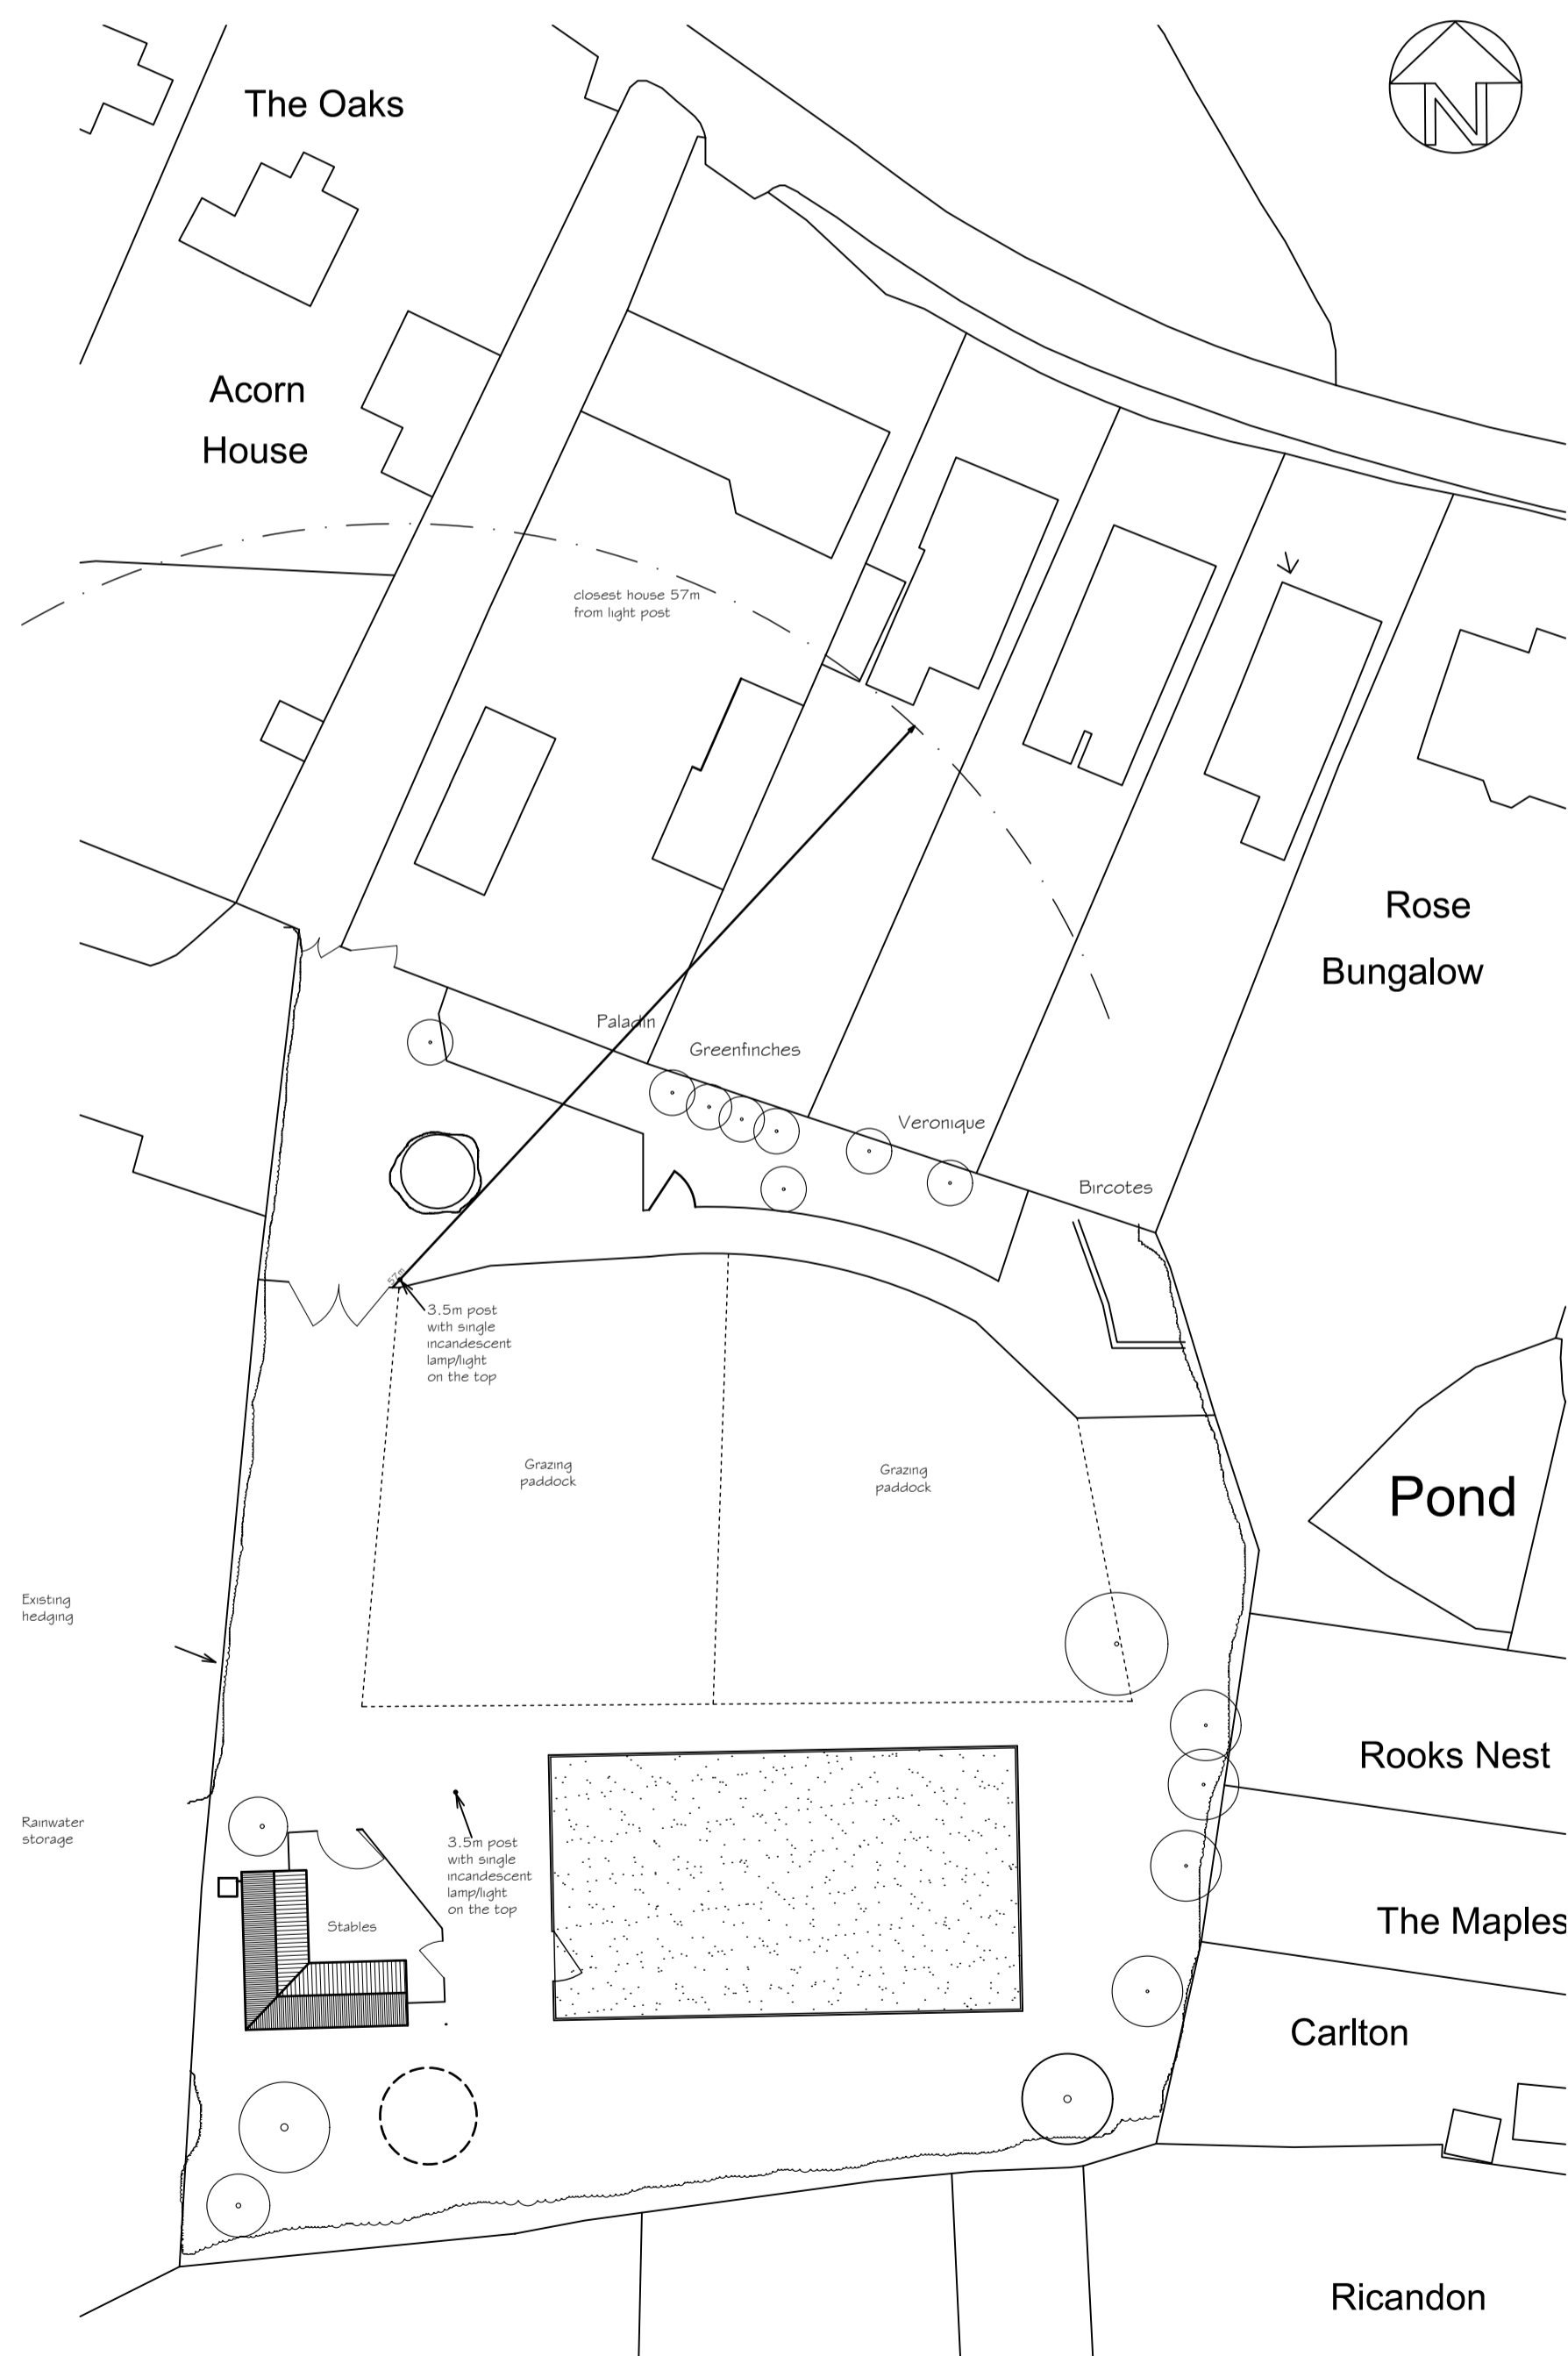 The Oaks
N
Acorn
House
closest house 57m
from light post
Rose
Bungalow
Paladin
Greenfinches
Veronique
Bircotes
57m
3.5m post
with single
incandescent
lamp/light
on the top
Grazing
paddock
Grazing
paddock
Pond
Existing
hedging
Rooks Nest
Rainwater
storage
3.5m post
with single
incandescent
lamp/light
on the top
Stables
The Maples
Carlton
Ricandon